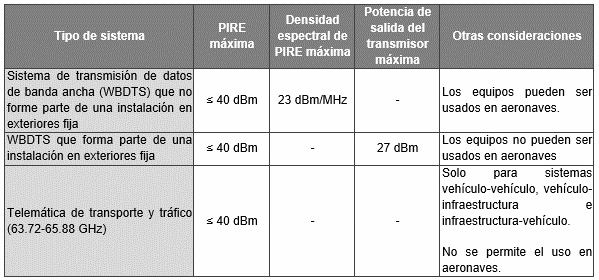 Tipo de sistema
PIRE
máxima
Densidad
espectral de
PIRE máxima
Potencia de
salida del
transmisor
máxima
Otras consideraciones
Sistema de transmisión de datos
de banda ancha (WBDTS) que no
forme parte de una instalación en
exteriores fija
≤ 40 dBm
23 dBm/MHz
-
Los equipos pueden ser
usados en aeronaves.
WBDTS que forma parte de una
instalación en exteriores fija
≤ 40 dBm
-
27 dBm
Los equipos no pueden ser
usados en aeronaves
Telemática de transporte y tráfico
(63.72-65.88 GHz)
≤ 40 dBm
-
-
Solo para sistemas
vehículo-vehículo, vehículo-
infraestructura e
infraestructura-vehículo.
No se permite el uso en
aeronaves.